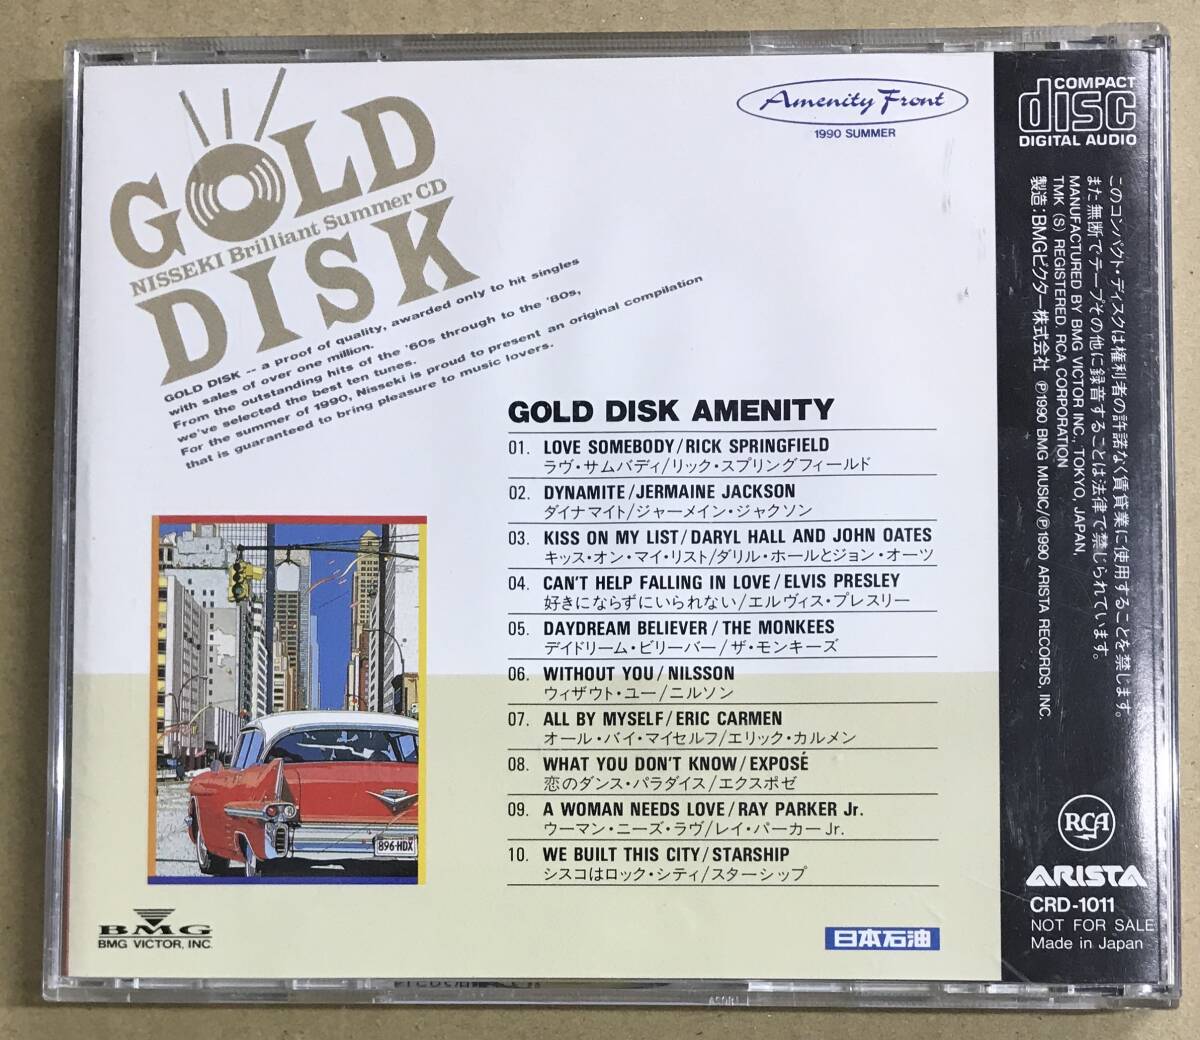 GOLD
NISSEKI Brilliant Summer CD
DISK
GOLD DISK -- a proof of quality, awarded only to hit singles
with sales of over one million.
From the outstanding hits of the '60s through to the '80s,
we've selected the best ten tunes.
For the summer of 1990, Nisseki is proud to present an original compilation
that is guaranteed to bring pleasure to music lovers.
Amenity Front
1990 SUMMER
GOLD DISK AMENITY
01. LOVE SOMEBODY/RICK SPRINGFIELD
ラヴ・サムバディ/リック・スプリングフィールド
02. DYNAMITE/JERMAINE JACKSON
ダイナマイト/ジャーメイン・ジャクソン
03. KISS ON MY LIST/DARYL HALL AND JOHN OATES
キッス・オン・マイ・リスト/ダリル・ホールとジョン・オーツ
04. CAN'T HELP FALLING IN LOVE/ELVIS PRESLEY
好きにならずにいられない/エルヴィス・プレスリー
05. DAYDREAM BELIEVER/THE MONKEES
デイドリーム・ビリーバー/ザ・モンキーズ
06. WITHOUT YOU/NILSSON
ウィザウト・ユー/ニルソン
07. ALL BY MYSELF/ERIC CARMEN
オール・バイ・マイセルフ/エリック・カルメン
08. WHAT YOU DON'T KNOW/EXPOSÉ
恋のダンス・パラダイス/エクスポゼ
09. A WOMAN NEEDS LOVE/RAY PARKER Jr.
ウーマン・ニーズ・ラヴ/レイ・パーカーJr.
10. WE BUILT THIS CITY/STARSHIP
シスコはロック・シティ/スターシップ
896-HDX
BMG
BMG VICTOR, INC.
日本石油
COMPACT
disc
DIGITAL AUDIO
このコンパクト・ディスクは権利者の許諾なく賃貸業に使用することを禁じます。
また無断でテープその他に録音することは法律で禁じられています。
MANUFACTURED BY BMG VICTOR INC., TOKYO, JAPAN.
TMK (S) REGISTERED. RCA CORPORATION
製造:BMGビクター株式会社 ℗1990 BMG MUSIC/℗1990 ARISTA RECORDS, INC.
RCA
ARISTA
CRD-1011
NOT FOR SALE
Made in Japan